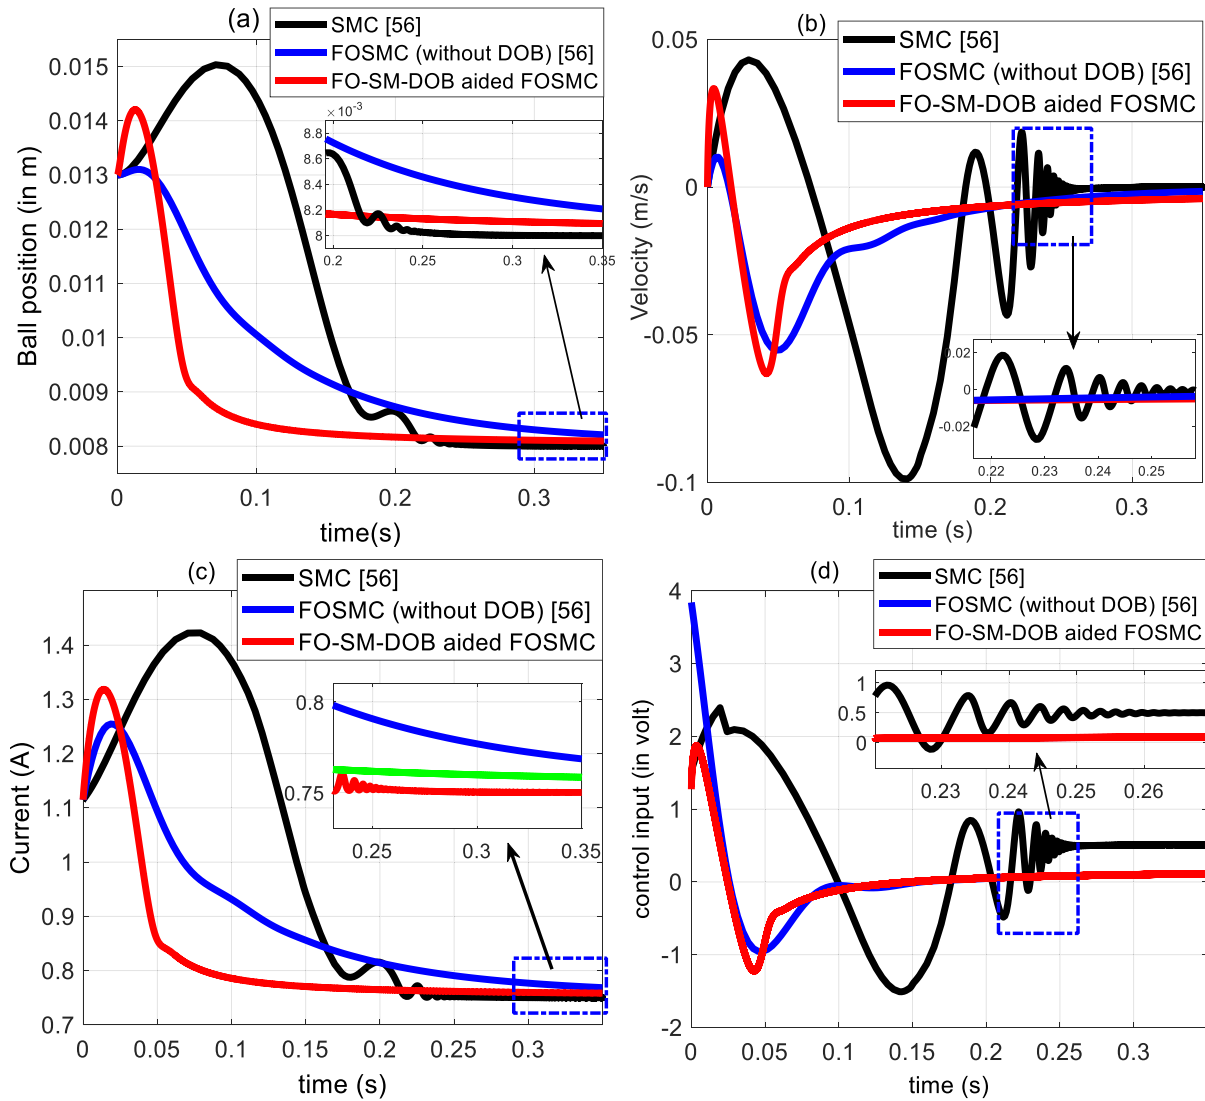 (a)
SMC [56]
FOSMC (without DOB) [56]
FO-SM-DOB aided FOSMC
Ball position (in m)
0.015
0.014
0.013
0.012
0.011
0.01
0.009
0.008
0 0.1 0.2 0.3
time(s)
×10⁻³
8.8
8.6
8.4
8.2
8
0.2 0.25 0.3 0.35
(b)
SMC [56]
FOSMC (without DOB) [56]
FO-SM-DOB aided FOSMC
Velocity (m/s)
0.05
0
-0.05
-0.1
0 0.1 0.2 0.3
time (s)
0.02
0
-0.02
0.22 0.23 0.24 0.25
(c)
SMC [56]
FOSMC (without DOB) [56]
FO-SM-DOB aided FOSMC
Current (A)
1.4
1.3
1.2
1.1
1
0.9
0.8
0.7
0 0.05 0.1 0.15 0.2 0.25 0.3
time (s)
0.8
0.75
0.25 0.3 0.35
(d)
SMC [56]
FOSMC (without DOB) [56]
FO-SM-DOB aided FOSMC
control input (in volt)
4
3
2
1
0
-1
-2
0 0.05 0.1 0.15 0.2 0.25 0.3
time (s)
1
0.5
0
0.23 0.24 0.25 0.26